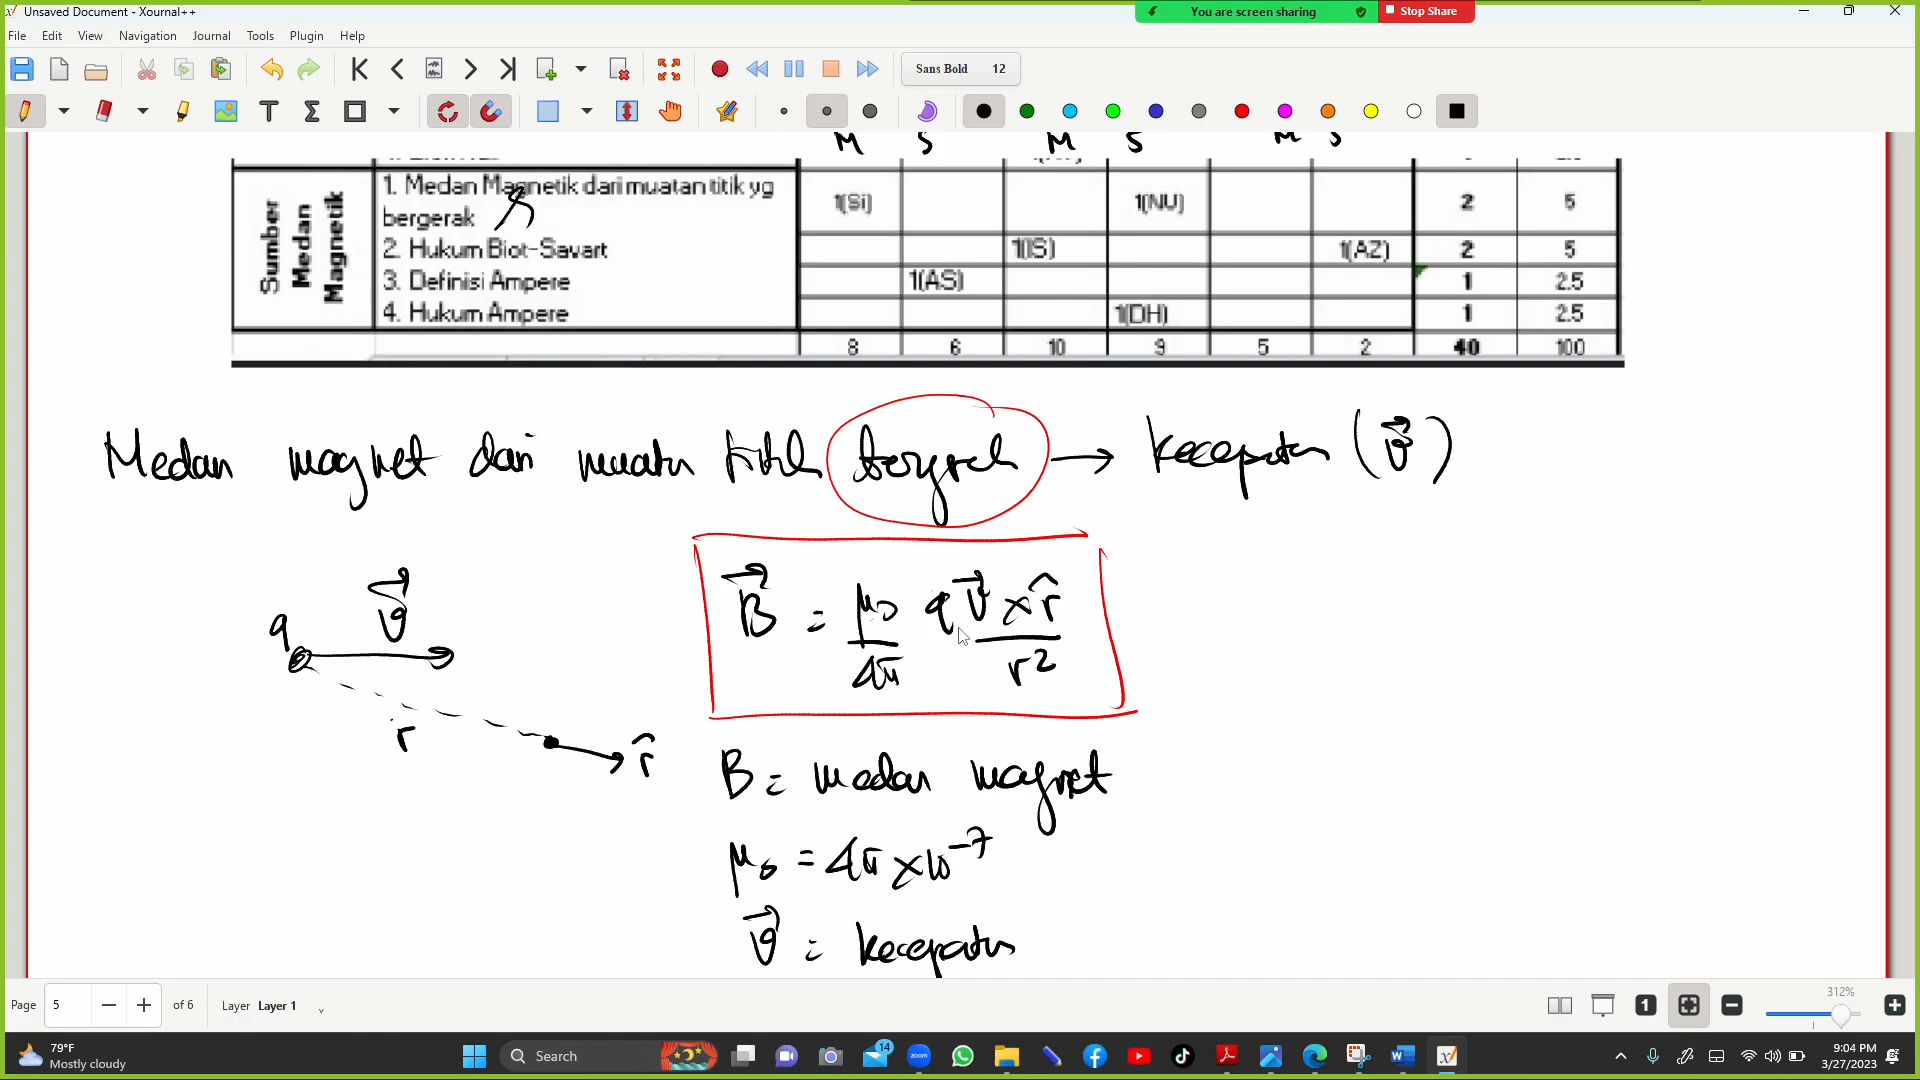 Unsaved Document - Xournal++
You are screen sharing
Stop Share
File Edit View Navigation Journal Tools Plugin Help
Sans Bold 12
M S M S M S
Sumber Medan Magnetik
1. Medan Magnetik dari muatan titik yg bergerak 1(SI) 1(NU) 2 5
2. Hukum Biot-Savart 1(IS) 1(AZ) 2 5
3. Definisi Ampere 1(AS) 1 2.5
4. Hukum Ampere 1(DH) 1 2.5
8 6 10 9 5 2 40 100
Medan magnet dari muatan titik bergerak → kecepatan (v⃗)
q v⃗
r r̂
B⃗ = μ0/4π q v⃗ × r̂ / r²
B = medan magnet
μ0 = 4π × 10⁻⁷
v⃗ = kecepatan
Page 5 of 6 Layer Layer 1
312%
1
79°F
Mostly cloudy
Search
14
zoom
9:04 PM
3/27/2023